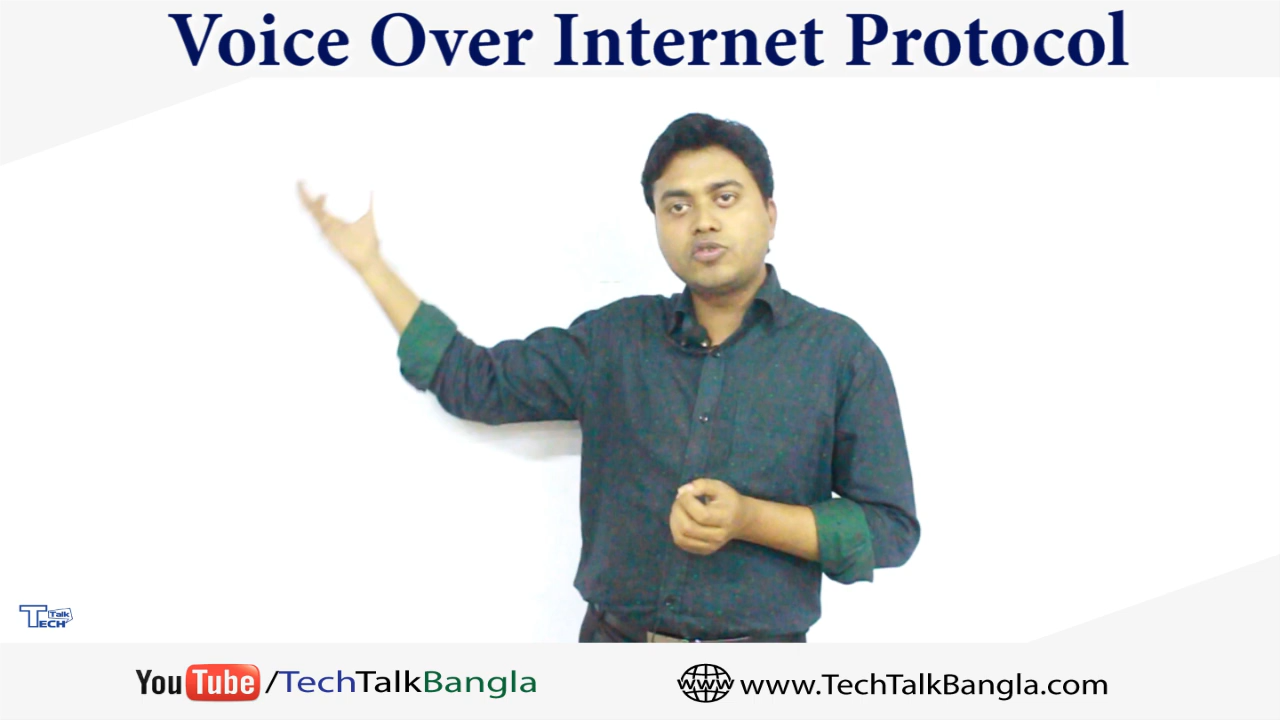 Voice Over Internet Protocol
Talk
TECH
YouTube/TechTalkBangla
www www.TechTalkBangla.com